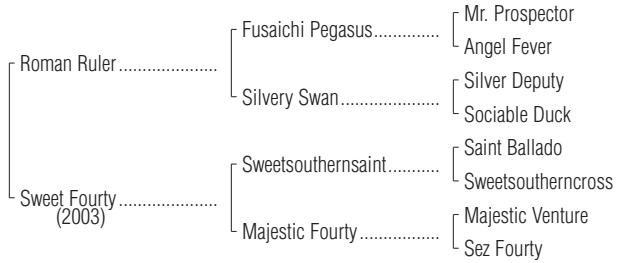 Mr. Prospector
Fusaichi Pegasus..............
Angel Fever
Roman Ruler.....................
Silver Deputy
Silvery Swan.....................
Sociable Duck
Saint Ballado
Sweetsouthernsaint...........
Sweetsoutherncross
Sweet Fourty.....................
(2003)
Majestic Venture
Majestic Fourty.................
Sez Fourty